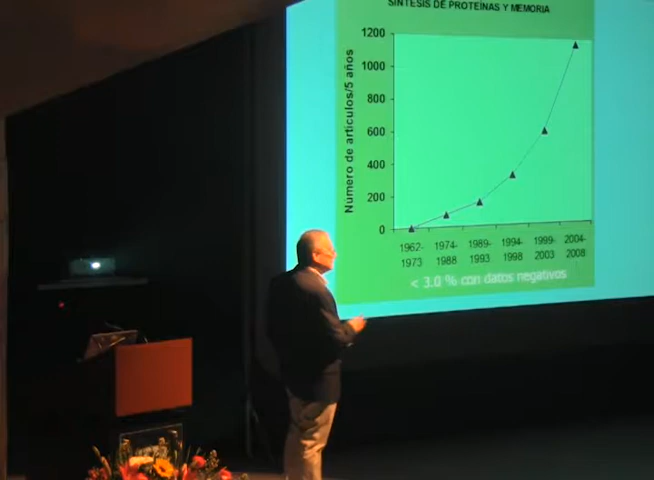 SÍNTESIS DE PROTEÍNAS Y MEMORIA
Número de articulos/5 años
1200
1000
800
600
400
200
0
1962- 1974- 1989- 1994- 1999- 2004-
1973 1988 1993 1998 2003 2008
< 3.0 % con datos negativos